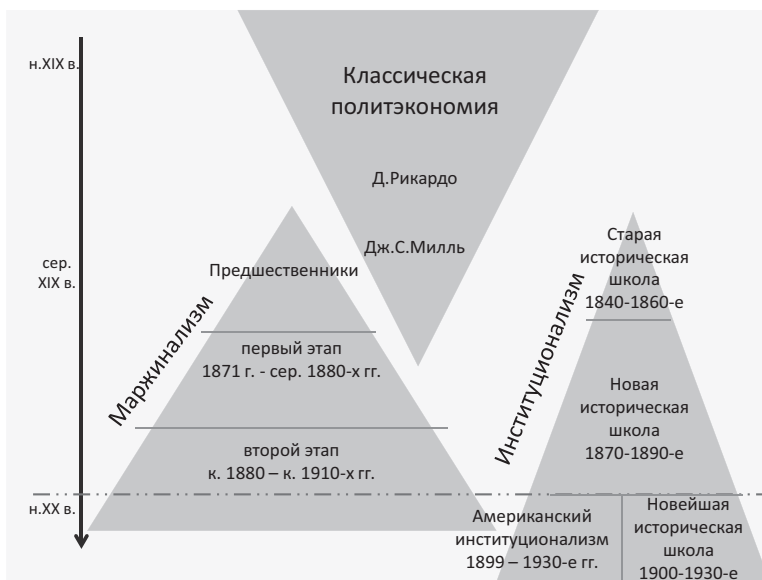 н.XIX в.
Классическая
политэкономия
Д.Рикардо
Дж.С.Милль
сер.
XIX в.
Маржинализм
Предшественники
первый этап
1871 г. - сер. 1880-х гг.
второй этап
к. 1880 – к. 1910-х гг.
Институционализм
Старая
историческая
школа
1840-1860-е
Новая
историческая
школа
1870-1890-е
н.XX в.
Американский
институционализм
1899 – 1930-е гг.
Новейшая
историческая
школа
1900-1930-е